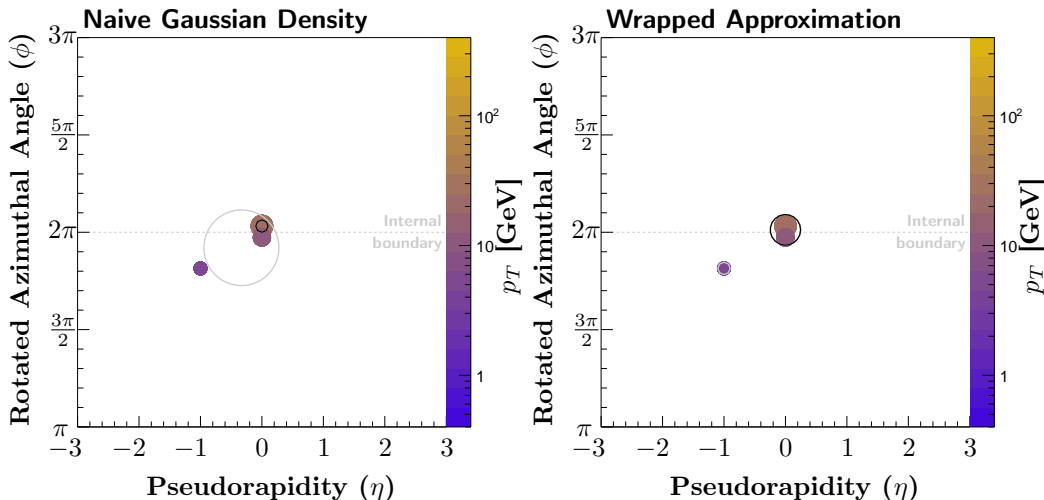 Naive Gaussian Density
Rotated Azimuthal Angle (ϕ)
3π
5π/2
2π
3π/2
π
Internal
boundary
−3 −2 −1 0 1 2 3
Pseudorapidity (η)
10²
10
1
p_T [GeV]
Wrapped Approximation
Rotated Azimuthal Angle (ϕ)
3π
5π/2
2π
3π/2
π
Internal
boundary
−3 −2 −1 0 1 2 3
Pseudorapidity (η)
10²
10
1
p_T [GeV]